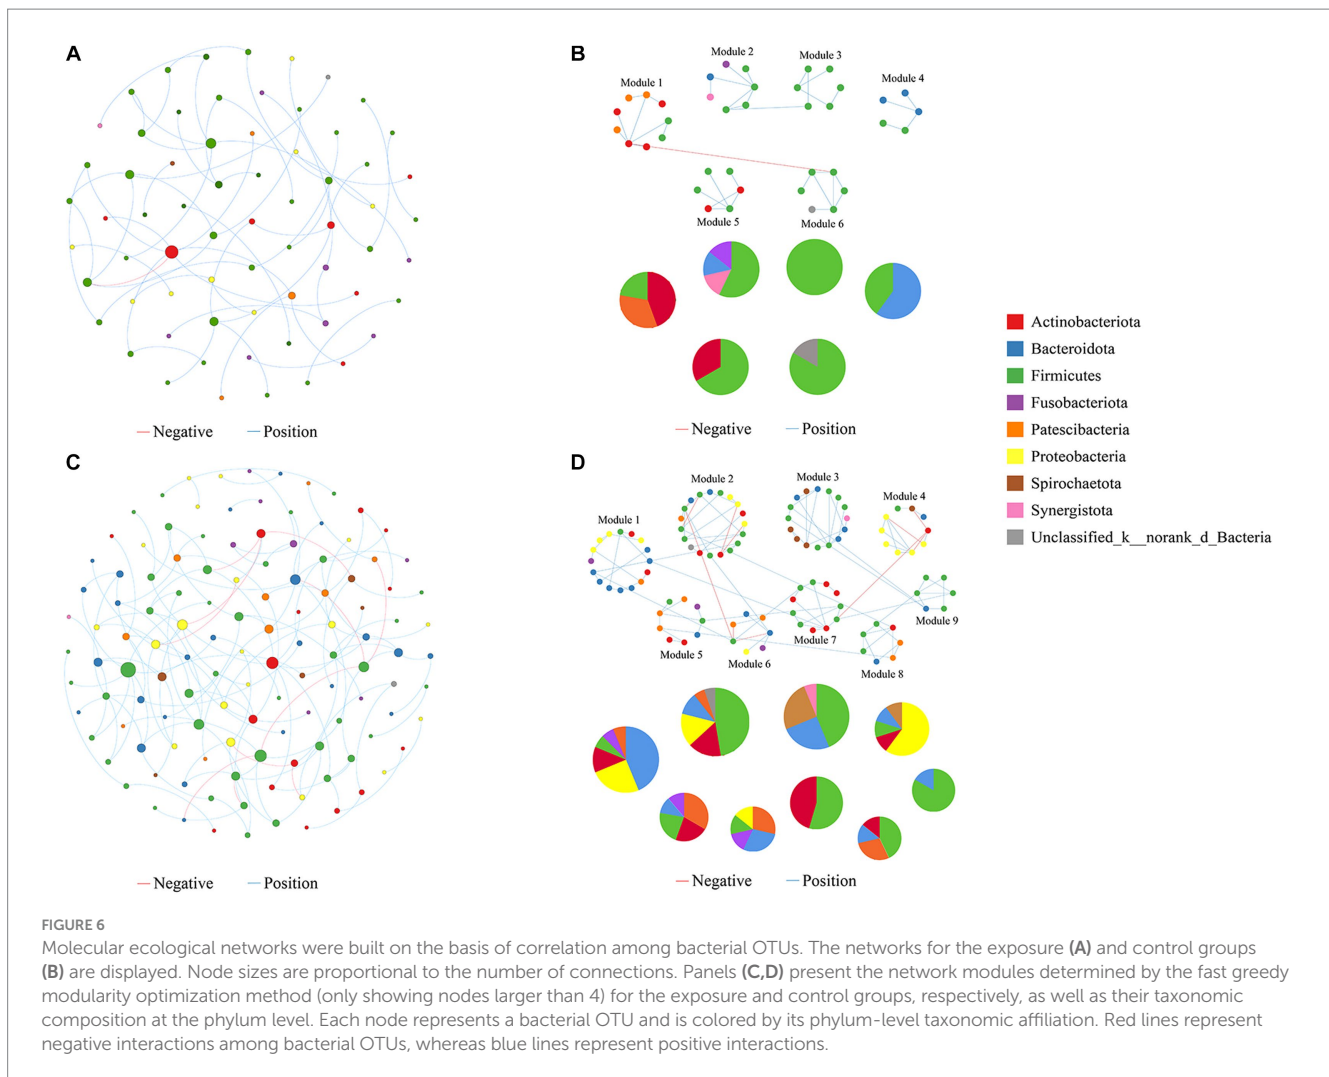 A
B
Module 1
Module 2
Module 3
Module 4
Module 5
Module 6
Negative
Position
Negative
Position
Actinobacteriota
Bacteroidota
Firmicutes
Fusobacteriota
Patescibacteria
Proteobacteria
Spirochaetota
Synergistota
Unclassified_k__norank_d_Bacteria
C
D
Module 1
Module 2
Module 3
Module 4
Module 5
Module 6
Module 7
Module 8
Module 9
Negative
Position
Negative
Position
FIGURE 6
Molecular ecological networks were built on the basis of correlation among bacterial OTUs. The networks for the exposure (A) and control groups
(B) are displayed. Node sizes are proportional to the number of connections. Panels (C,D) present the network modules determined by the fast greedy
modularity optimization method (only showing nodes larger than 4) for the exposure and control groups, respectively, as well as their taxonomic
composition at the phylum level. Each node represents a bacterial OTU and is colored by its phylum-level taxonomic affiliation. Red lines represent
negative interactions among bacterial OTUs, whereas blue lines represent positive interactions.